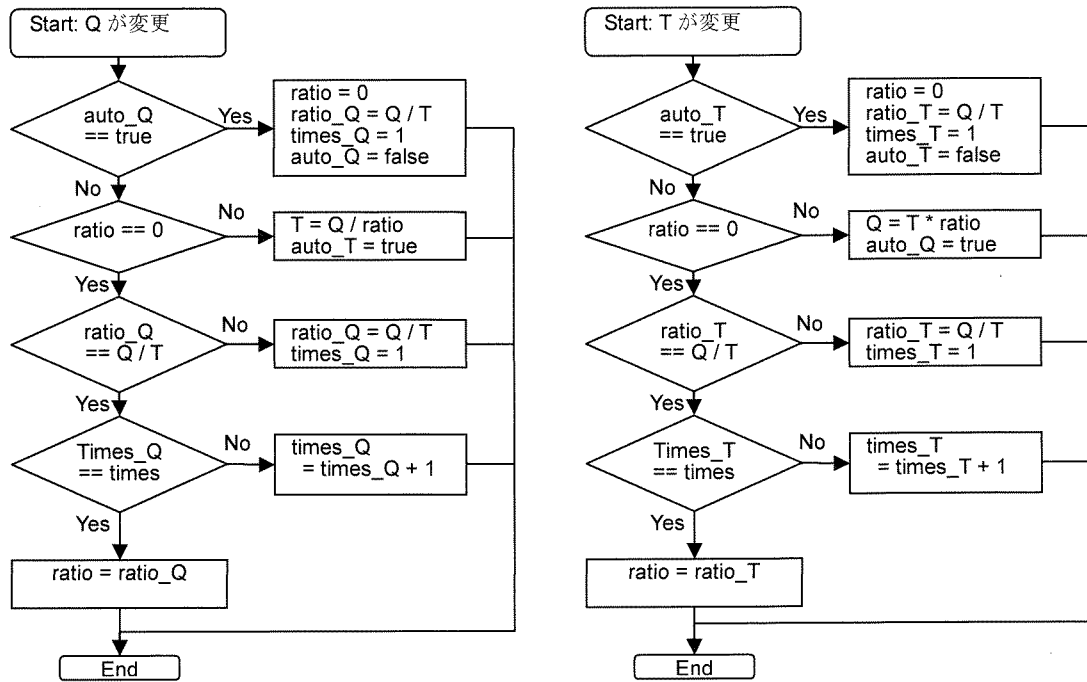 Start: Q が変更
auto_Q
== true
Yes
ratio = 0
ratio_Q = Q / T
times_Q = 1
auto_Q = false
No
ratio == 0
No
T = Q / ratio
auto_T = true
Yes
ratio_Q
== Q / T
No
ratio_Q = Q / T
times_Q = 1
Yes
Times_Q
== times
No
times_Q
= times_Q + 1
Yes
ratio = ratio_Q
End
Start: T が変更
auto_T
== true
Yes
ratio = 0
ratio_T = Q / T
times_T = 1
auto_T = false
No
ratio == 0
No
Q = T * ratio
auto_Q = true
Yes
ratio_T
== Q / T
No
ratio_T = Q / T
times_T = 1
Yes
Times_T
== times
No
times_T
= times_T + 1
Yes
ratio = ratio_T
End